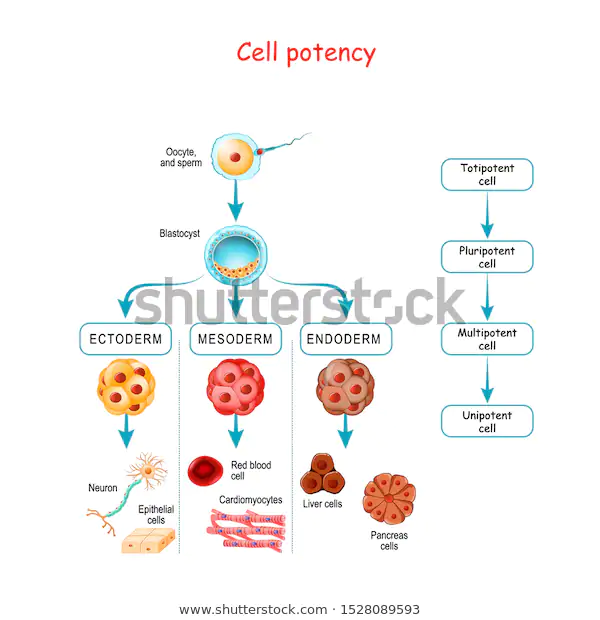 Cell potency
Oocyte,
and sperm
Blastocyst
Totipotent
cell
Pluripotent
cell
Multipotent
cell
Unipotent
cell
shutterstock
ECTODERM
MESODERM
ENDODERM
Neuron
Epithelial
cells
Red blood
cell
Cardiomyocytes
Liver cells
Pancreas
cells
shutterstock.com · 1528089593